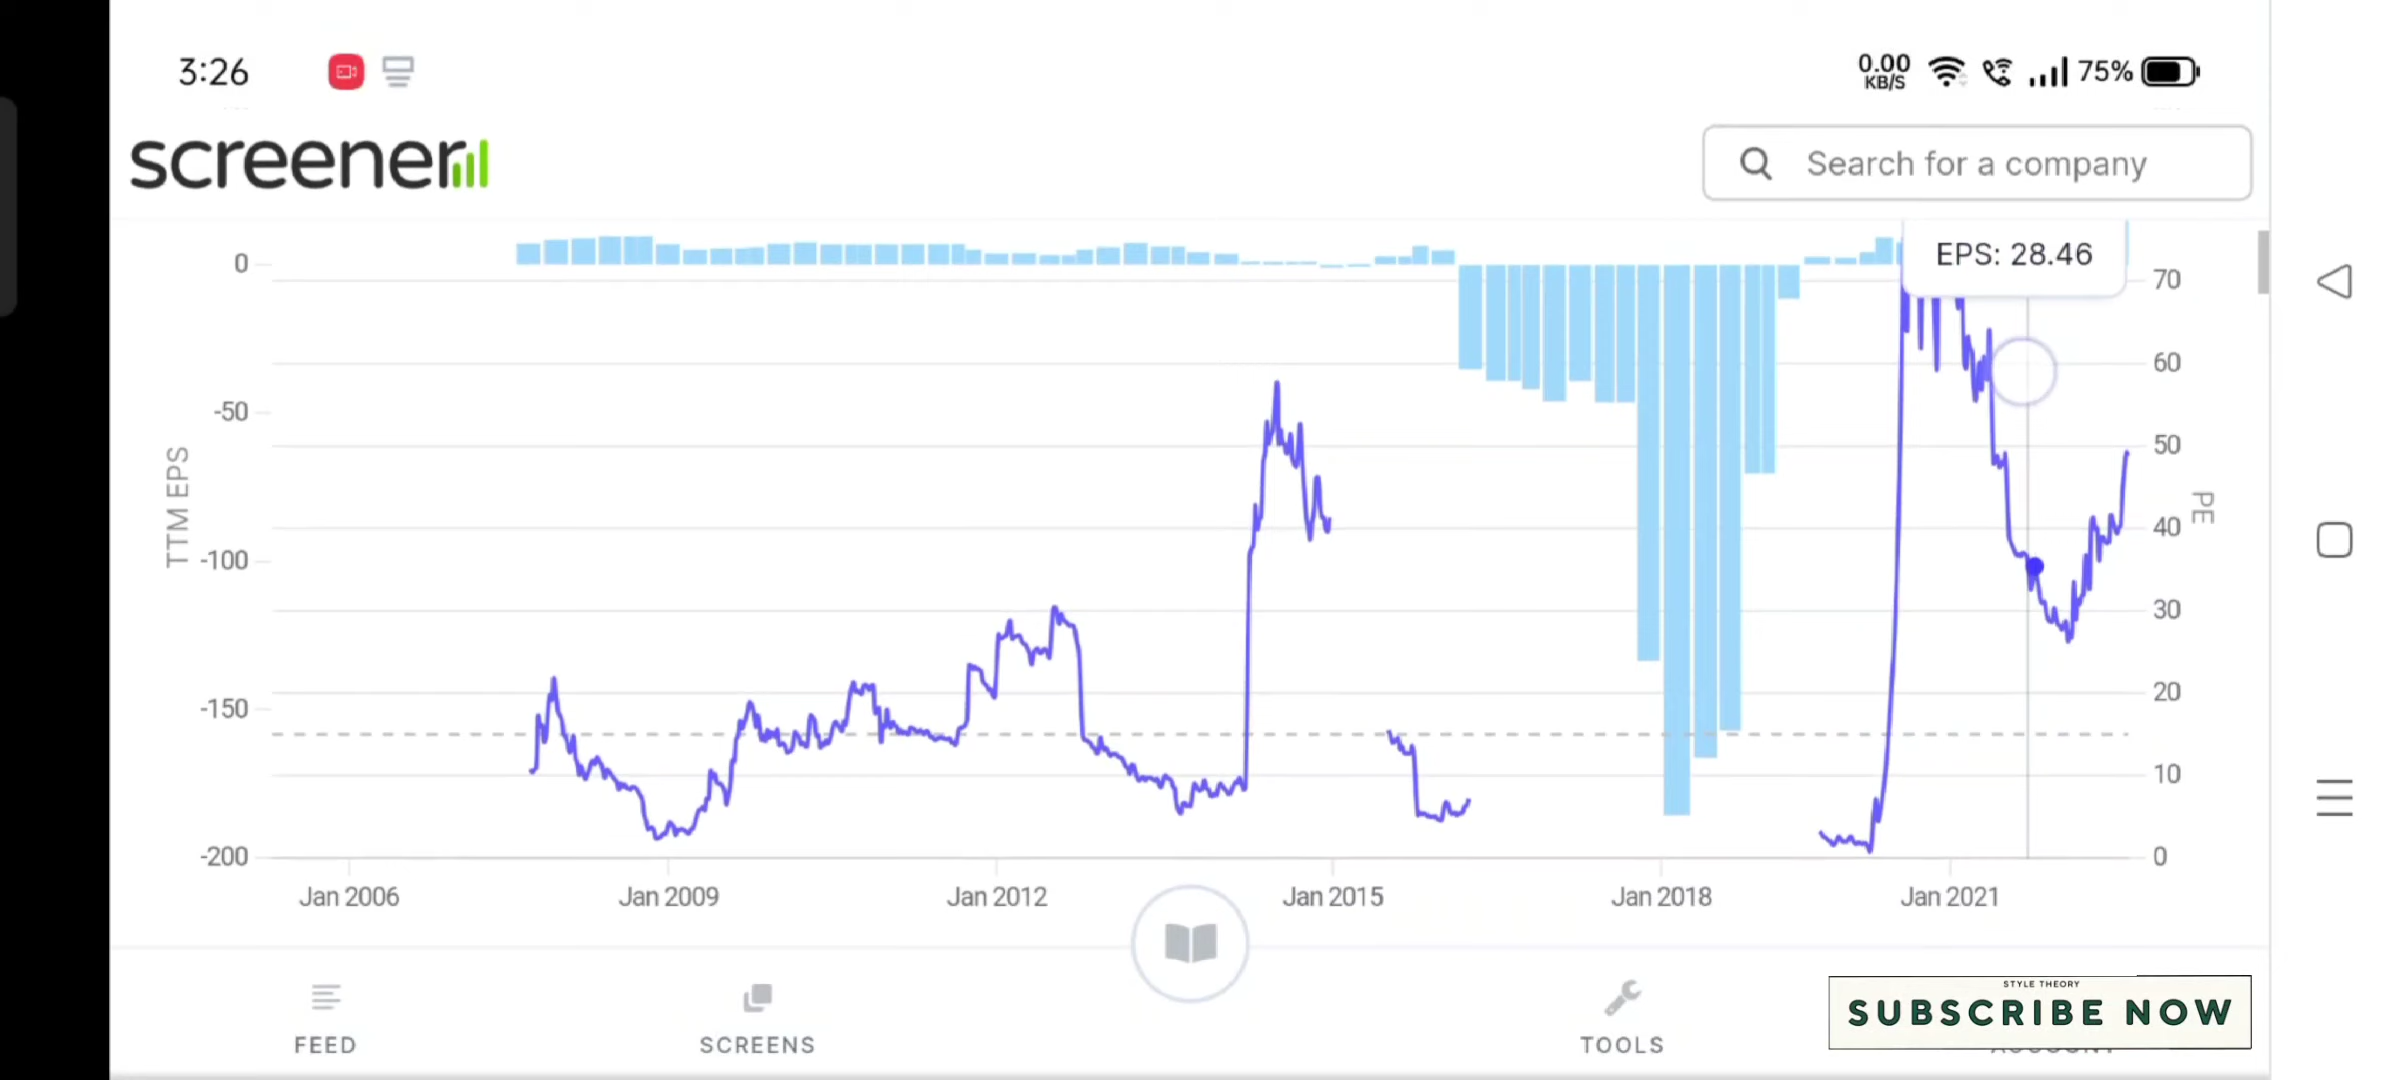 3:26
0.00
KB/S
75%
screener
Search for a company
EPS: 28.46
0
-50
-100
-150
-200
TTM EPS
70
60
50
40
30
20
10
0
PE
Jan 2006
Jan 2009
Jan 2012
Jan 2015
Jan 2018
Jan 2021
FEED
SCREENS
TOOLS
STYLE THEORY
SUBSCRIBE NOW